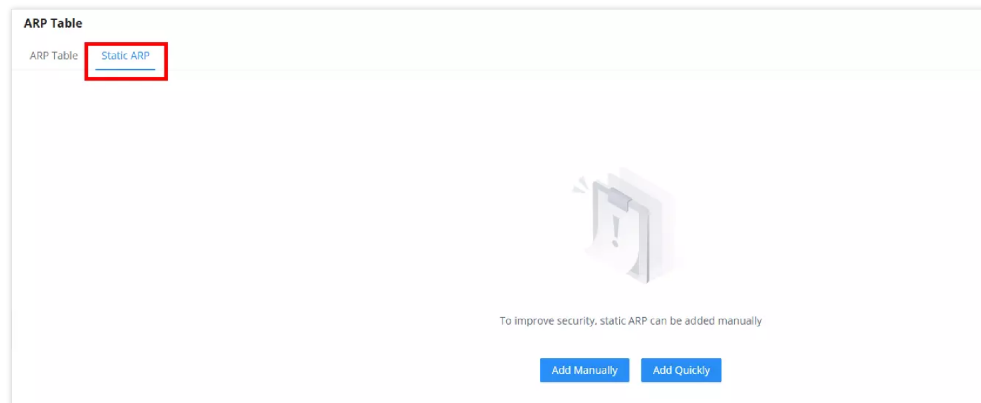 ARP Table
ARP Table Static ARP
To improve security, static ARP can be added manually
Add Manually Add Quickly